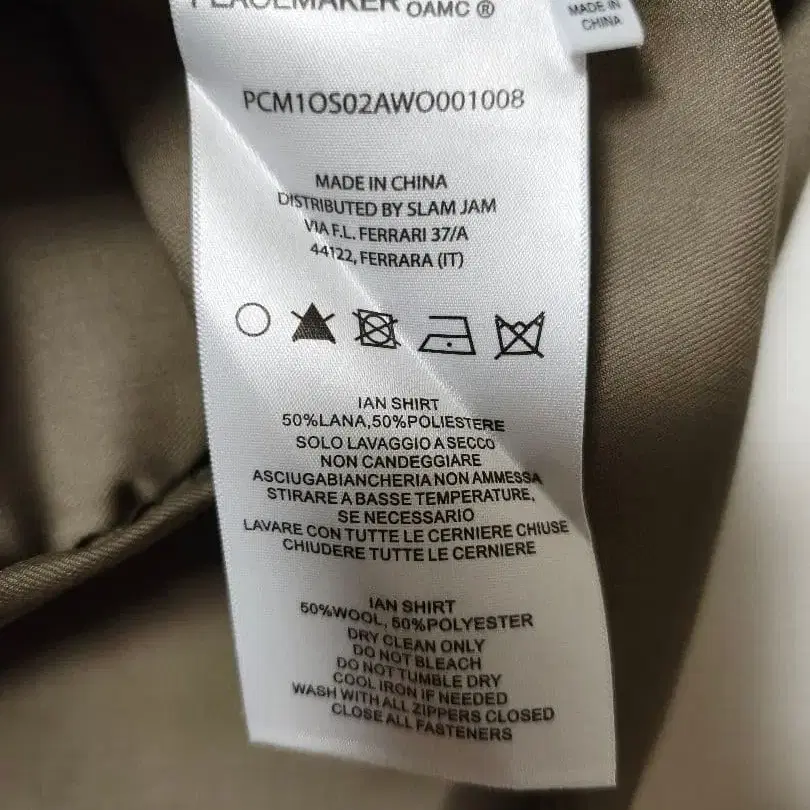 PEACEMAKER OAMC ®
MADE IN
CHINA
PCM1OS02AWO001008
MADE IN CHINA
DISTRIBUTED BY SLAM JAM
VIA F.L. FERRARI 37/A
44122, FERRARA (IT)
IAN SHIRT
50%LANA,50%POLIESTERE
SOLO LAVAGGIO A SECCO
NON CANDEGGIARE
ASCIUGABIANCHERIA NON AMMESSA
STIRARE A BASSE TEMPERATURE,
SE NECESSARIO
LAVARE CON TUTTE LE CERNIERE CHIUSE
CHIUDERE TUTTE LE CERNIERE
IAN SHIRT
50%WOOL, 50%POLYESTER
DRY CLEAN ONLY
DO NOT BLEACH
DO NOT TUMBLE DRY
COOL IRON IF NEEDED
WASH WITH ALL ZIPPERS CLOSED
CLOSE ALL FASTENERS